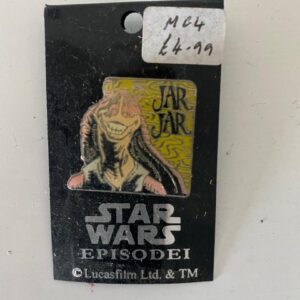 MC4
£4.99
JAR
JAR
STAR
WARS
EPISODE I
© Lucasfilm Ltd. & TM